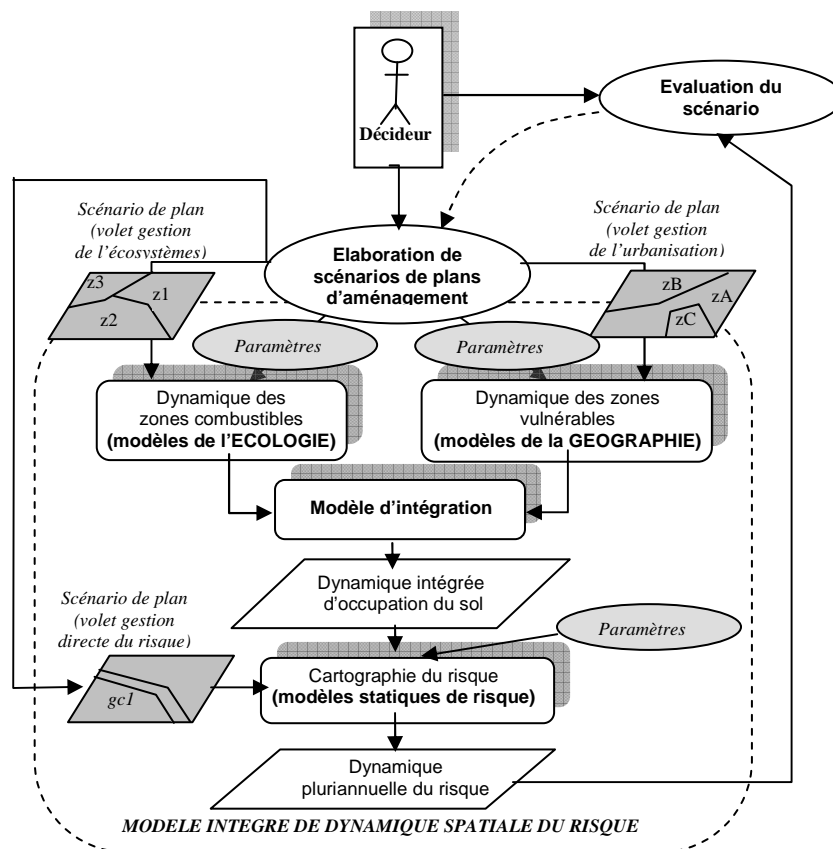 Décideur
Evaluation du
scénario
Scénario de plan
(volet gestion
de l'écosystèmes)
Elaboration de
scénarios de plans
d'aménagement
Scénario de plan
(volet gestion
de l'urbanisation)
z3
z1
z2
zB
zA
zC
Paramètres
Paramètres
Dynamique des
zones combustibles
(modèles de l'ECOLOGIE)
Dynamique des zones
vulnérables
(modèles de la GEOGRAPHIE)
Modèle d'intégration
Dynamique intégrée
d'occupation du sol
Scénario de plan
(volet gestion
directe du risque)
Paramètres
gc1
Cartographie du risque
(modèles statiques de risque)
Dynamique
pluriannuelle du risque
MODELE INTEGRE DE DYNAMIQUE SPATIALE DU RISQUE